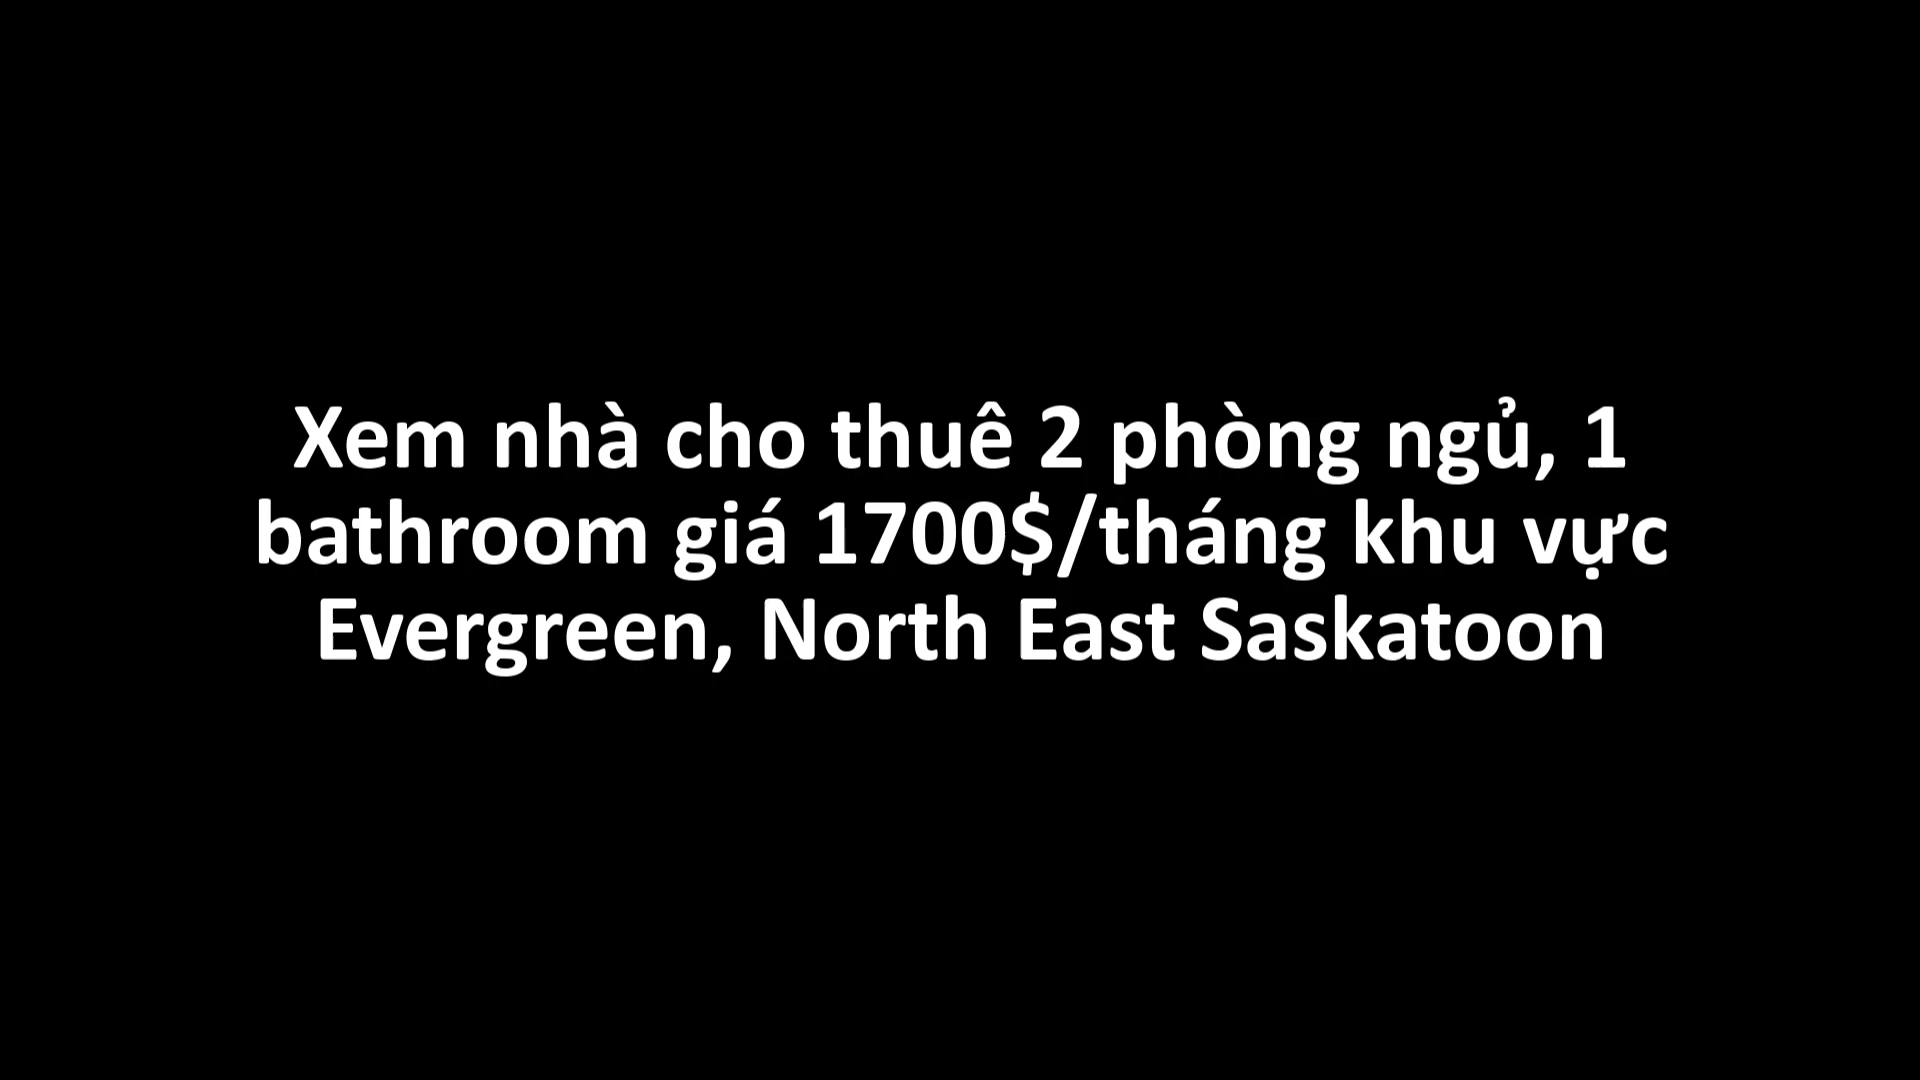 Xem nhà cho thuê 2 phòng ngủ, 1
bathroom giá 1700$/tháng khu vực
Evergreen, North East Saskatoon